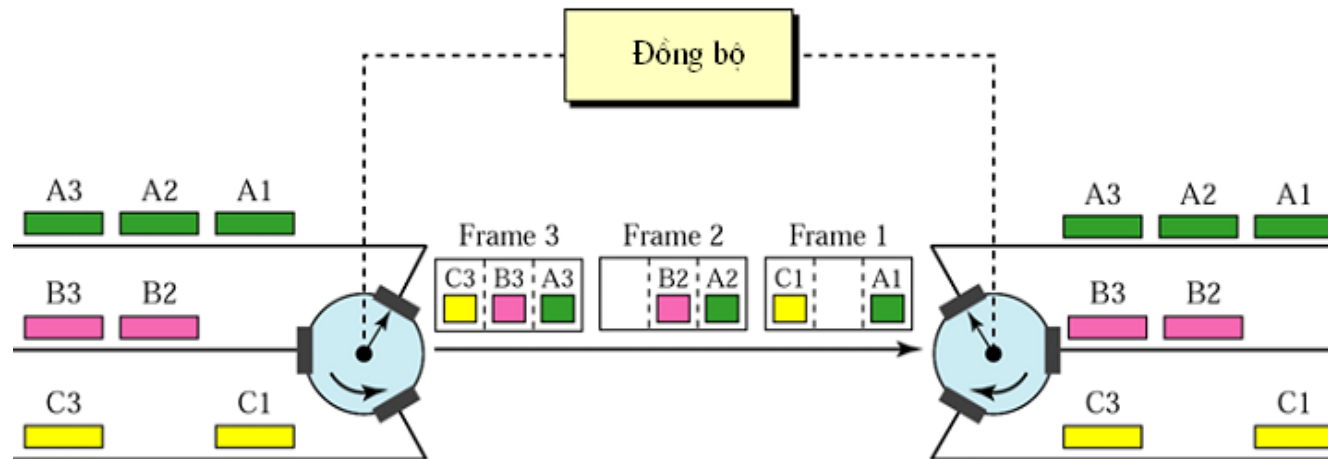 Đồng bộ
A3 A2 A1
A3 A2 A1
Frame 3 Frame 2 Frame 1
C3 B3 A3 B2 A2 C1 A1
B3 B2
B3 B2
C3 C1
C3 C1